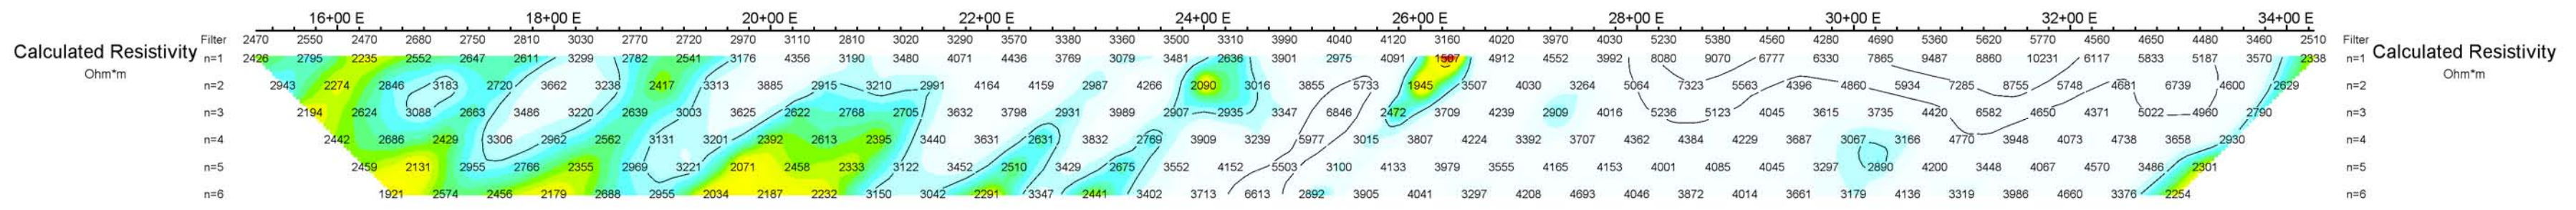 16+00 E 18+00 E 20+00 E 22+00 E 24+00 E 26+00 E 28+00 E 30+00 E 32+00 E 34+00 E
Filter 2470 2550 2470 2680 2750 2810 3030 2770 2720 2970 3110 2810 3020 3290 3570 3380 3360 3500 3310 3990 4040 4120 3160 4020 3970 4030 5230 5380 4560 4280 4690 5360 5620 5770 4560 4650 4480 3460 2510 Filter
Calculated Resistivity Calculated Resistivity
n=1 2426 2795 2235 2552 2647 2611 3299 2782 2541 3176 4356 3190 3480 4071 4436 3769 3079 3481 2636 3901 2975 4091 1587 4912 4552 3992 8080 9070 6777 6330 7865 9487 8860 10231 6117 5833 5187 3570 2338 n=1
Ohm*m Ohm*m
n=2 2943 2274 2846 3183 2720 3662 3238 2417 3313 3885 2915 3210 2991 4164 4159 2987 4266 2090 3016 3855 5733 1945 3507 4030 3264 5064 7323 5563 4396 4860 5934 7285 8755 5748 4681 6739 4600 2629 n=2
n=3 2194 2624 3088 2663 3486 3220 2639 3003 3625 2622 2768 2705 3632 3798 2931 3989 2907 2935 3347 6846 2472 3709 4239 2909 4016 5236 5123 4045 3615 3735 4420 6582 4650 4371 5022 4960 2790 n=3
n=4 2442 2686 2429 3306 2962 2562 3131 3201 2392 2613 2395 3440 3631 2631 3832 2769 3909 3239 5977 3015 3807 4224 3392 3707 4362 4384 4229 3687 3067 3166 4770 3948 4073 4738 3658 2930 n=4
n=5 2459 2131 2955 2766 2355 2969 3221 2071 2458 2333 3122 3452 2510 3429 2675 3552 4152 5503 3100 4133 3979 3555 4165 4153 4001 4085 4045 3297 2890 4200 3448 4067 4570 3486 2301 n=5
n=6 1921 2574 2456 2179 2688 2955 2034 2187 2232 3150 3042 2291 3347 2441 3402 3713 6613 2892 3905 4041 3297 4208 4693 4046 3872 4014 3661 3179 4136 3319 3986 4660 3376 2254 n=6